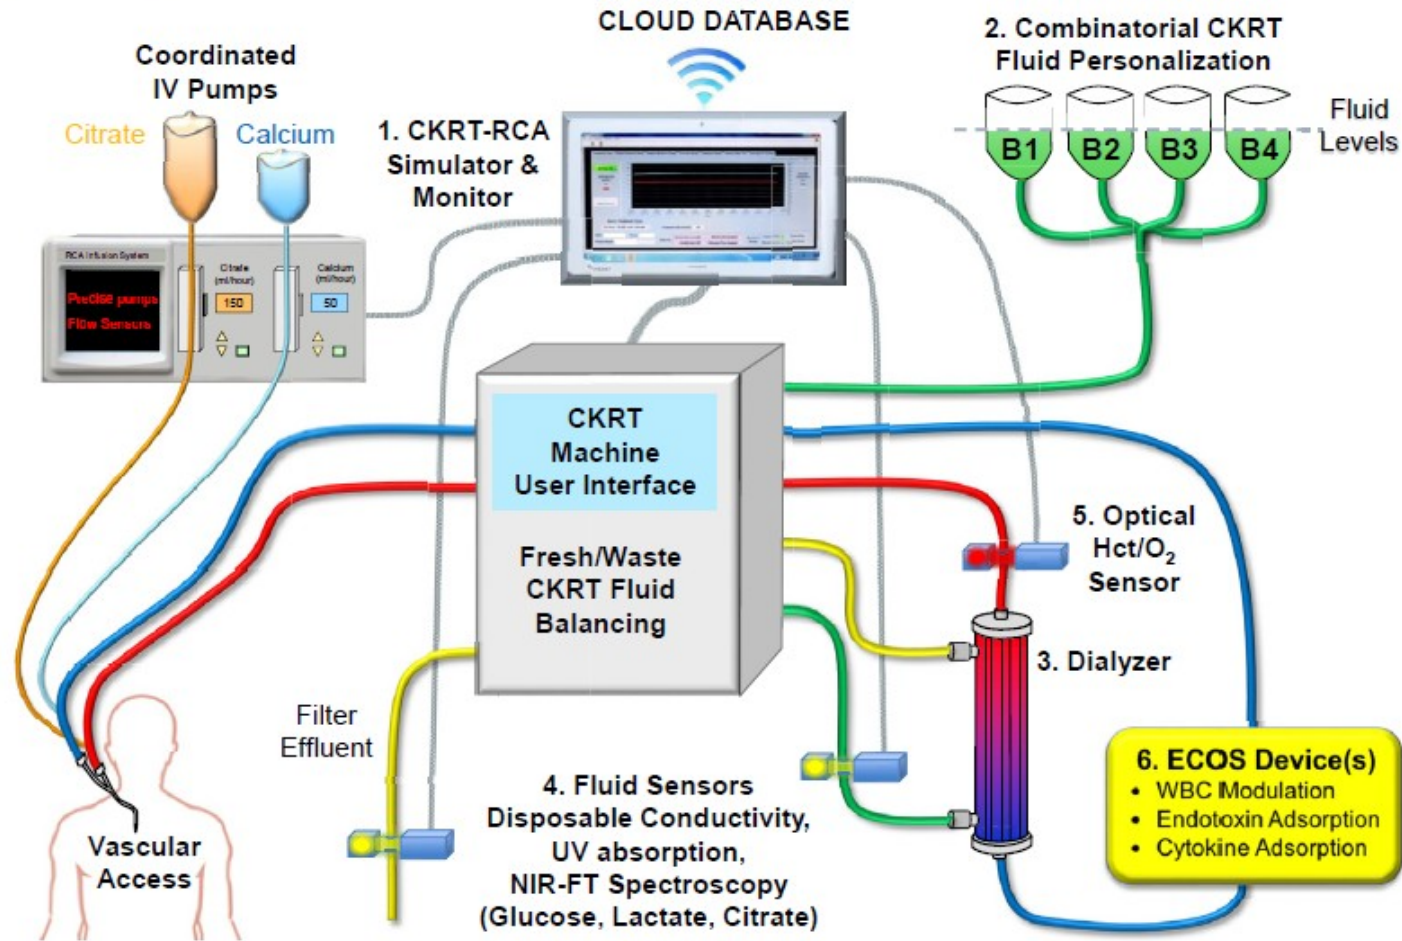 CLOUD DATABASE
Coordinated
IV Pumps
Citrate
Calcium
1. CKRT-RCA
Simulator &
Monitor
2. Combinatorial CKRT
Fluid Personalization
Fluid
Levels
B1
B2
B3
B4
RCA Infusion System
Precise pumps
Flow Sensors
Citrate
(ml/hour)
150
Calcium
(ml/hour)
50
CKRT
Machine
User Interface
Fresh/Waste
CKRT Fluid
Balancing
5. Optical
Hct/O₂
Sensor
3. Dialyzer
Filter
Effluent
4. Fluid Sensors
Disposable Conductivity,
UV absorption,
NIR-FT Spectroscopy
(Glucose, Lactate, Citrate)
6. ECOS Device(s)
• WBC Modulation
• Endotoxin Adsorption
• Cytokine Adsorption
Vascular
Access